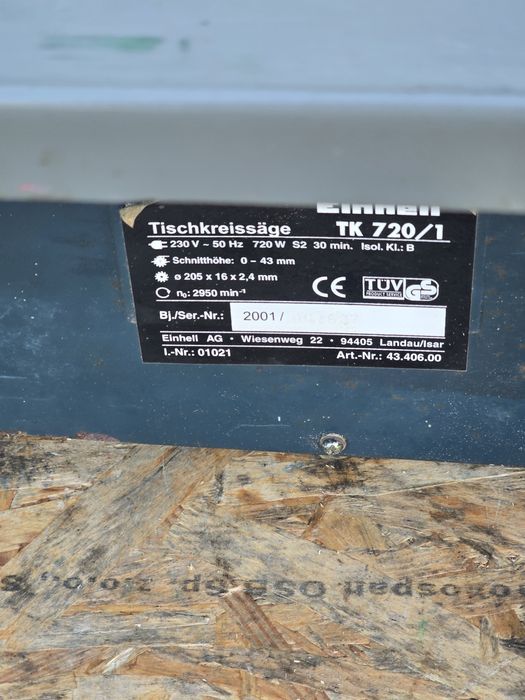 Einhell
Tischkreissäge TK 720/1
230 V ~ 50 Hz 720 W S2 30 min. Isol. Kl.: B
Schnitthöhe: 0 – 43 mm
ø 205 x 16 x 2,4 mm
n₀: 2950 min⁻¹
CE TÜV GS
PRODUCT SERVICE
Bj./Ser.-Nr.: 2001 /
Einhell AG · Wiesenweg 22 · 94405 Landau/Isar
I.-Nr.: 01021 Art.-Nr.: 43.406.00